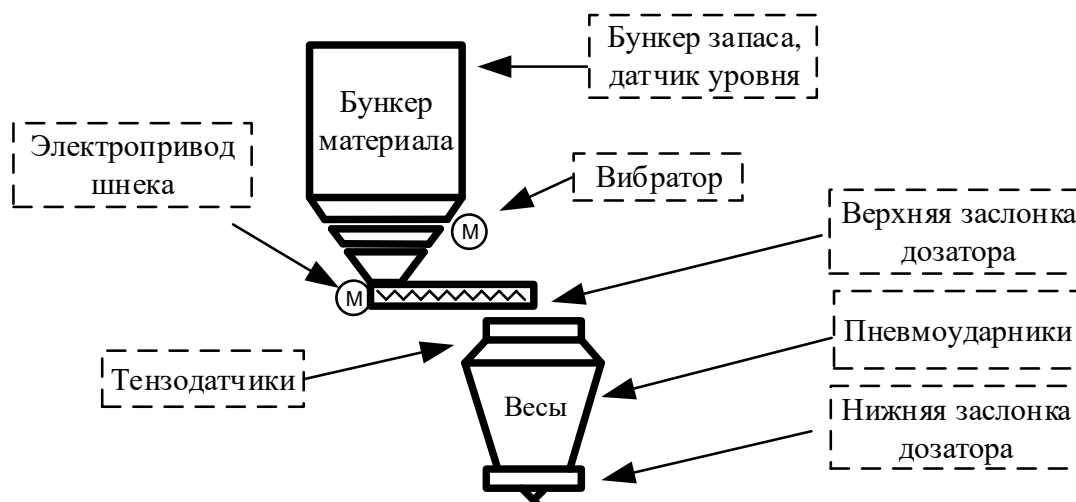 Бункер запаса,
датчик уровня
Бункер
материала
Электропривод
шнека
Вибратор
М
Верхняя заслонка
дозатора
М
Пневмоударники
Тензодатчики
Весы
Нижняя заслонка
дозатора